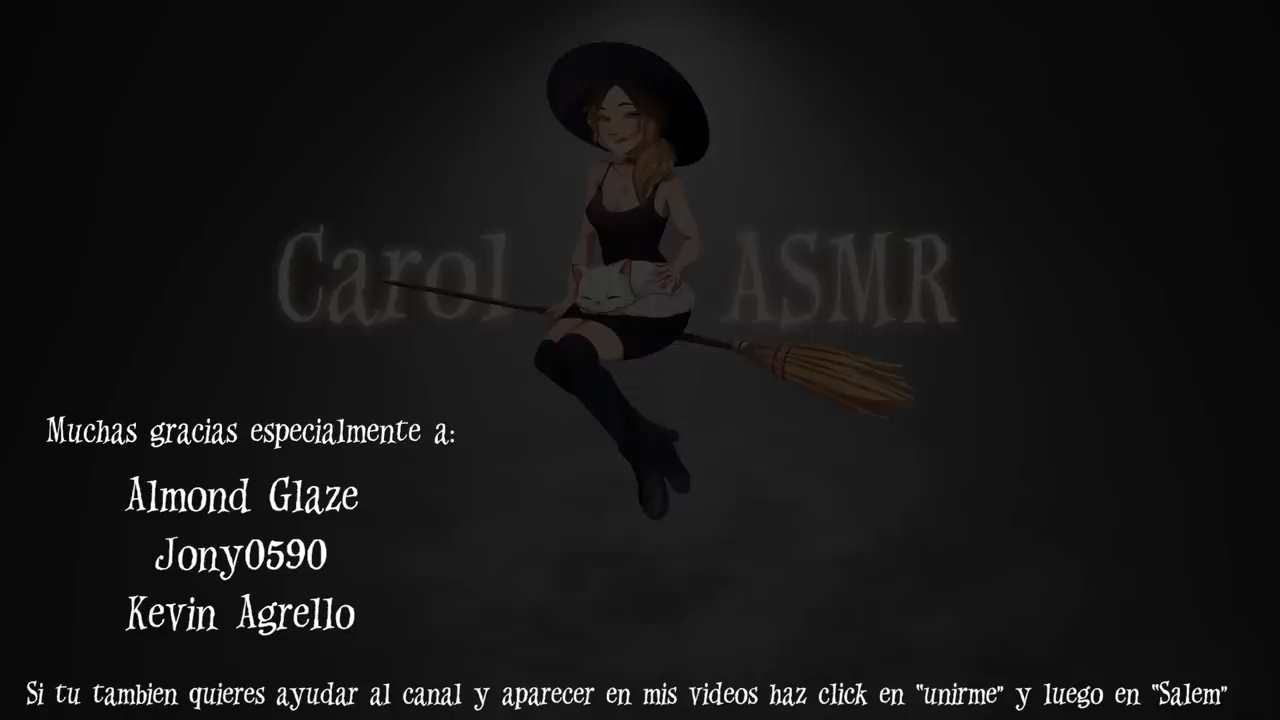 Carol ASMR
Muchas gracias especialmente a:
Almond Glaze
Jony0590
Kevin Agrello
Si tu tambien quieres ayudar al canal y aparecer en mis videos haz click en "unirme" y luego en "Salem"